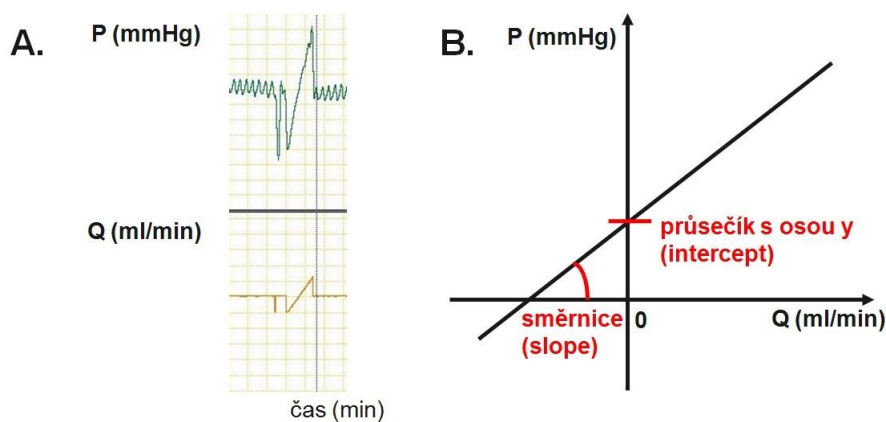 A.
P (mmHg)
Q (ml/min)
čas (min)
B.
P (mmHg)
průsečík s osou y
(intercept)
směrnice
(slope)
0
Q (ml/min)